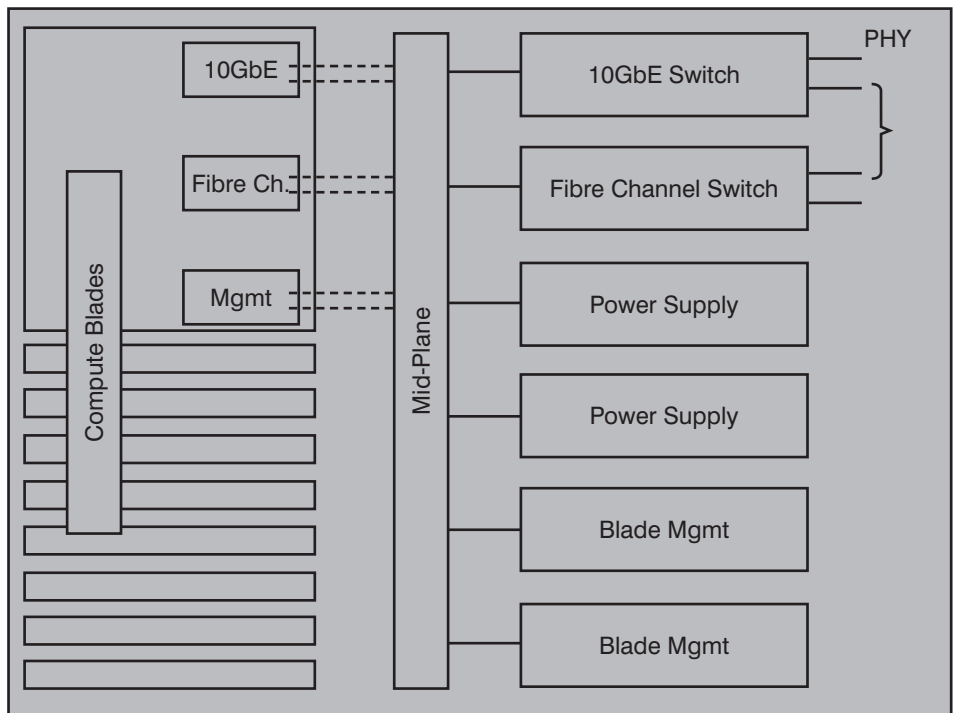 PHY
10GbE
10GbE Switch
Fibre Ch.
Fibre Channel Switch
Mgmt
Power Supply
Compute Blades
Mid-Plane
Power Supply
Blade Mgmt
Blade Mgmt